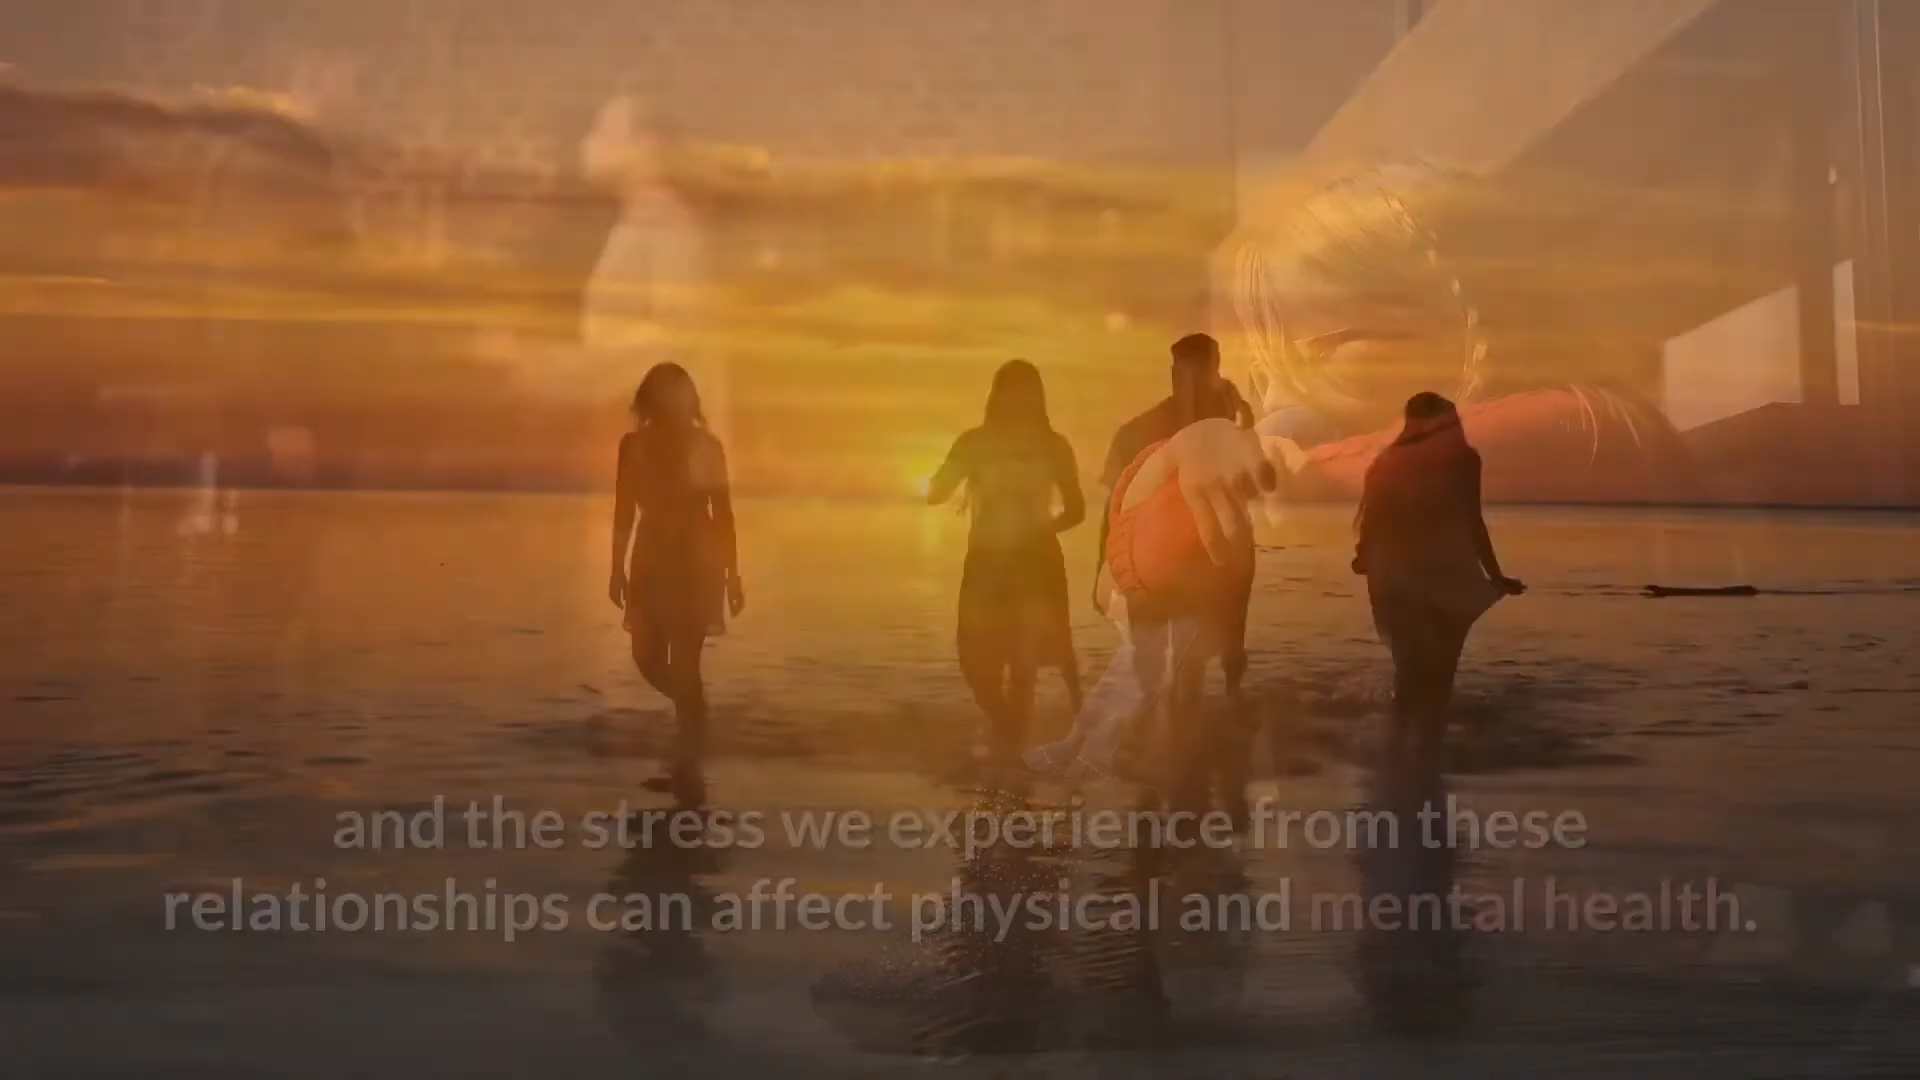 and the stress we experience from these
relationships can affect physical and mental health.